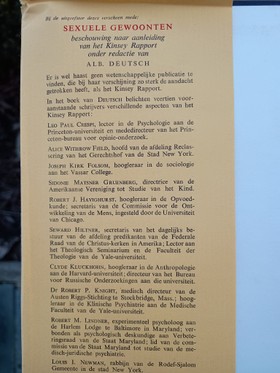 Bij de uitgeefster dezes verscheen mede:
SEXUELE GEWOONTEN
beschouwing naar aanleiding
van het Kinsey Rapport
onder redactie van
ALB. DEUTSCH
Er is wel haast geen wetenschappelijke publicatie te
vinden, die bij haar verschijning zo sterk de aandacht
getrokken heeft, als het Kinsey Rapport.
In het boek van DEUTSCH belichten veertien voor-
aanstaande schrijvers verschillende aspecten van het
Kinsey Rapport:
LEO PAUL CRESPI, lector in de Psychologie aan de
Princeton-universiteit en mededirecteur van het Prin-
ceton-bureau voor opinie-onderzoek.
ALICE WITHROW FIELD, hoofd van de afdeling Reclas-
sering van het Gerechtshof van de Stad New York.
JOSEPH KIRK FOLSOM, hoogleraar in de sociologie aan
het Vassar College.
SIDONIE MATSNER GRUENBERG, directrice van de
Amerikaanse Vereniging tot Studie van het Kind.
ROBERT J. HAVIGHURST, hoogleraar in de Opvoed-
kunde; secretaris van de Commissie voor de Ont-
wikkeling van de Mens, ingesteld door de Universiteit
van Chicago.
SEWARD HILTNER, secretaris van het dagelijks be-
stuur van de afdeling predikanten van de Federale
Raad van de Christus-kerken in Amerika; Lector aan
het Theologisch Seminarium en de Faculteit der
Theologie van de Yale-universiteit.
CLYDE KLUCKHOHN, hoogleraar in de Anthropologie
aan de Harvard-universiteit; directeur van het Bureau
voor Russische Onderzoekingen aan die universiteit.
DR ROBERT P. KNIGHT, medisch directeur van de
Austen Riggs-Stichting te Stockbridge, Mass.; hoog-
leraar in de Klinische Psychiatrie aan de Medische
Faculteit van de Yale-universiteit.
ROBERT M. LINDNER, experimenteel psycholoog aan
de Harlem Lodge te Baltimore in Maryland; ver-
bonden als psychologisch deskundige aan Verbete-
ringsraad van de Staat Maryland; lid van de com-
missie van de Staat Maryland tot studie van de me-
disch-juridische psychiatrie.
LOUIS I. NEWMAN, rabbijn van de Rodef-Sjalom
Gemeente in de stad New York.